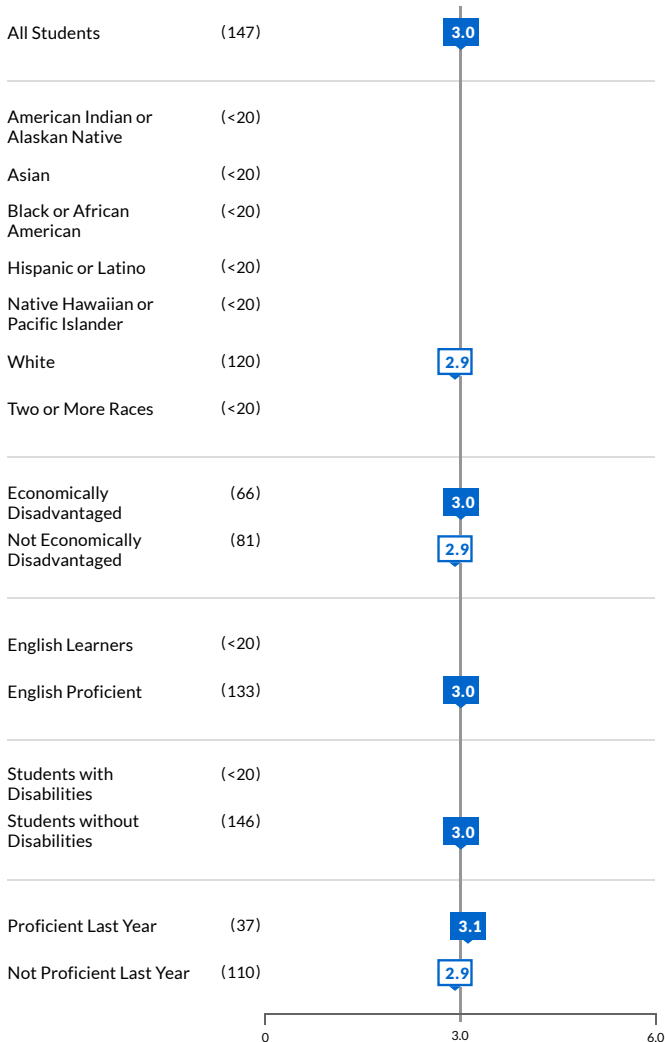 All Students (147) 3.0
American Indian or (<20)
Alaskan Native
Asian (<20)
Black or African (<20)
American
Hispanic or Latino (<20)
Native Hawaiian or (<20)
Pacific Islander
White (120) 2.9
Two or More Races (<20)
Economically (66) 3.0
Disadvantaged
Not Economically (81) 2.9
Disadvantaged
English Learners (<20)
English Proficient (133) 3.0
Students with (<20)
Disabilities
Students without (146) 3.0
Disabilities
Proficient Last Year (37) 3.1
Not Proficient Last Year (110) 2.9
0 3.0 6.0